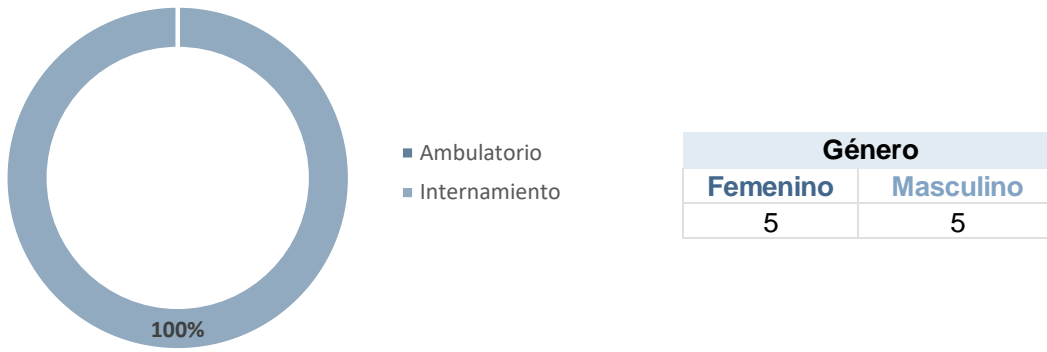 100%
Ambulatorio
Internamiento
Género
Femenino Masculino
5 5